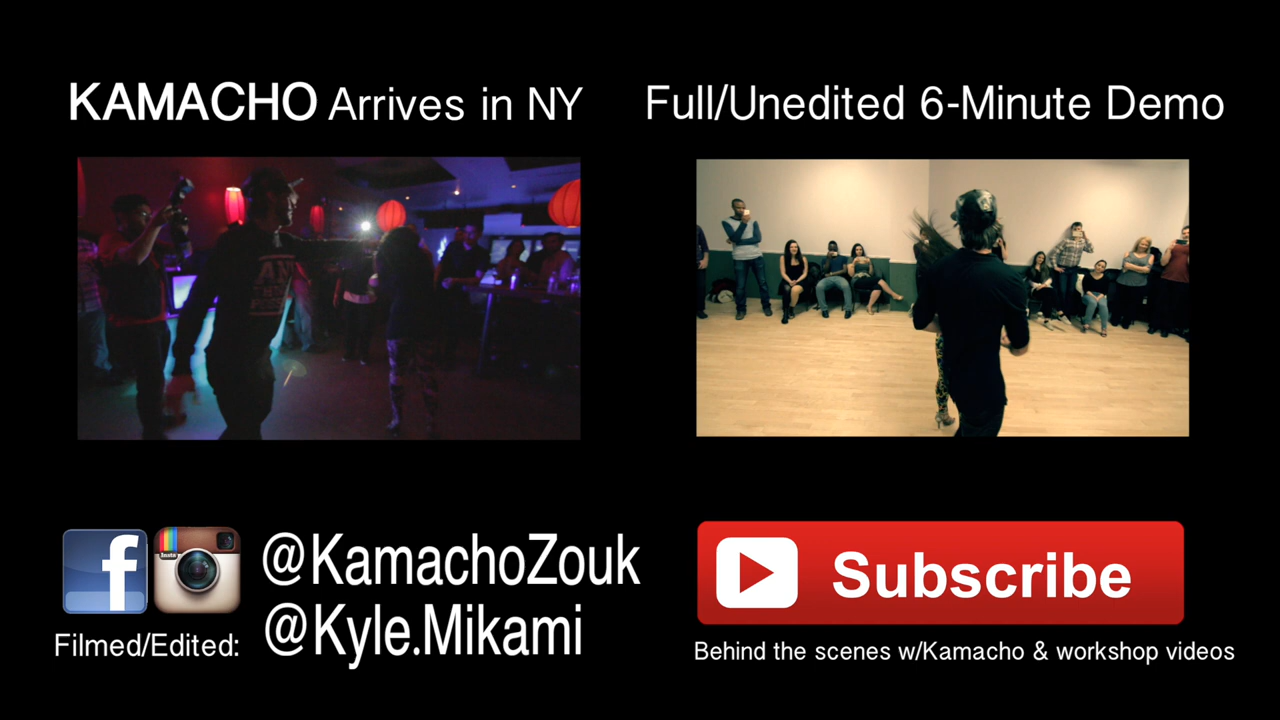 KAMACHO Arrives in NY
Full/Unedited 6-Minute Demo
@KamachoZouk
Filmed/Edited: @Kyle.Mikami
Subscribe
Behind the scenes w/Kamacho & workshop videos
Insta